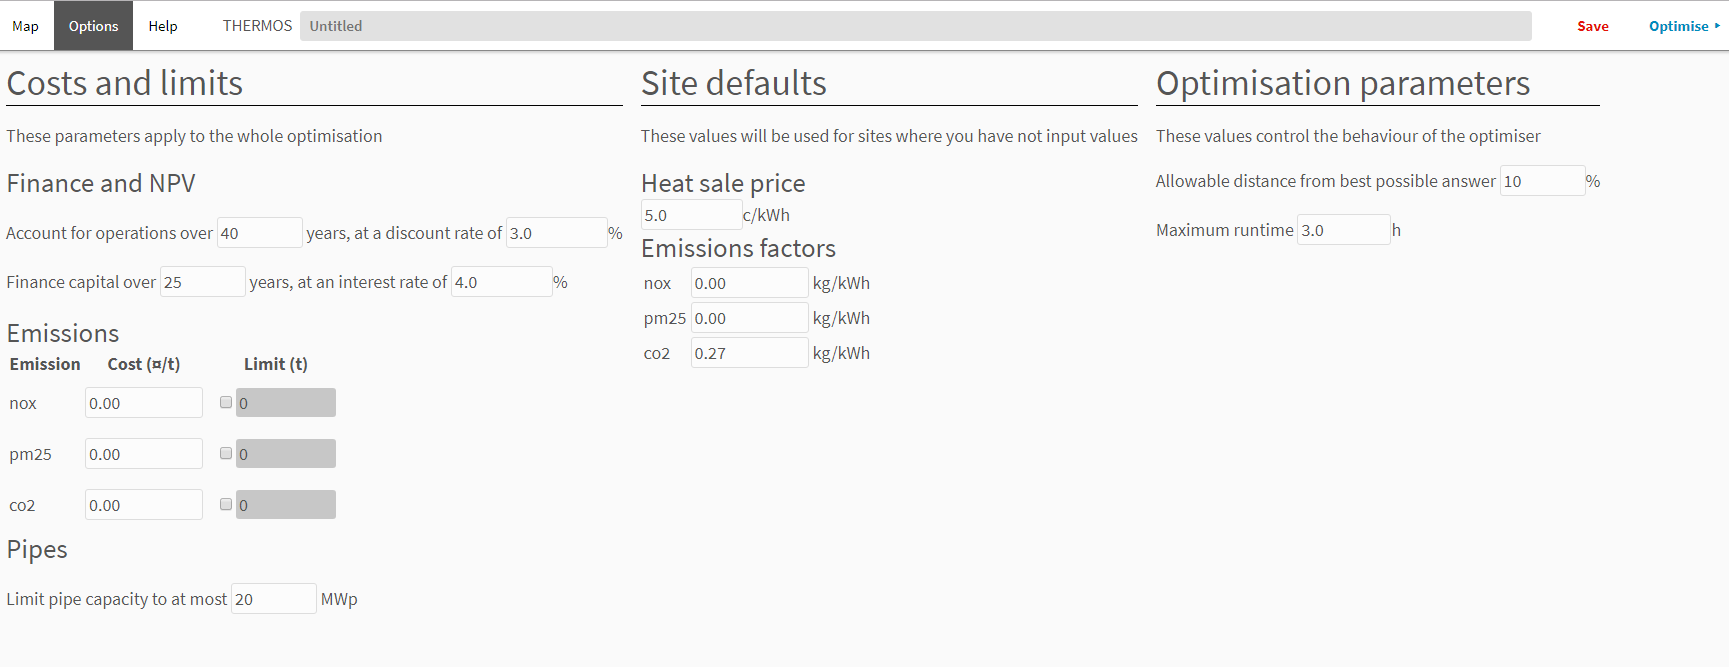 Map Options Help THERMOS Untitled Save Optimise ▸
Costs and limits
These parameters apply to the whole optimisation
Finance and NPV
Account for operations over 40 years, at a discount rate of 3.0 %
Finance capital over 25 years, at an interest rate of 4.0 %
Emissions
Emission Cost (¤/t) Limit (t)
nox 0.00 0
pm25 0.00 0
co2 0.00 0
Pipes
Limit pipe capacity to at most 20 MWp
Site defaults
These values will be used for sites where you have not input values
Heat sale price
5.0 c/kWh
Emissions factors
nox 0.00 kg/kWh
pm25 0.00 kg/kWh
co2 0.27 kg/kWh
Optimisation parameters
These values control the behaviour of the optimiser
Allowable distance from best possible answer 10 %
Maximum runtime 3.0 h